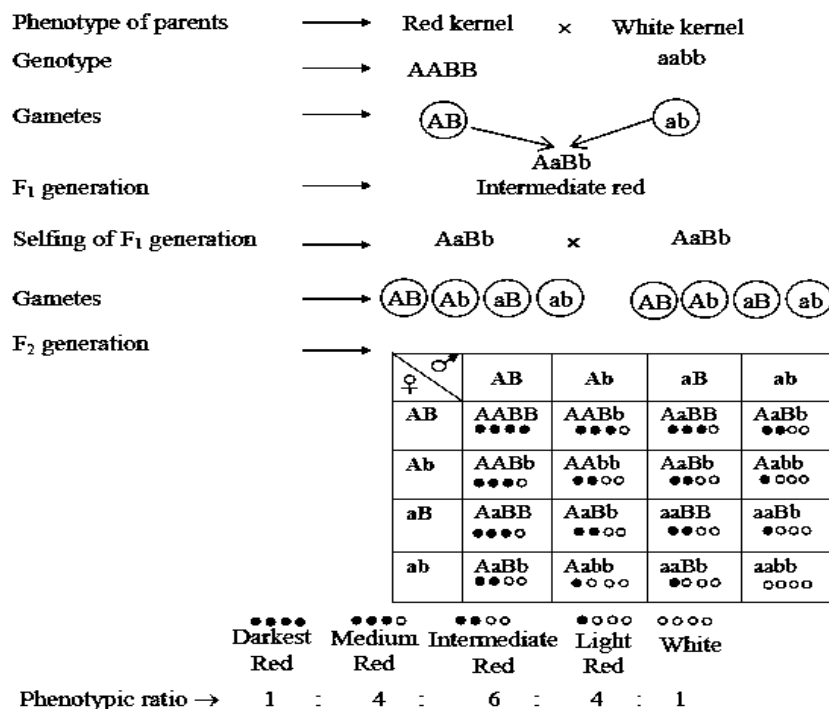 Phenotype of parents → Red kernel × White kernel
Genotype → AABB aabb
Gametes → AB ab
AaBb
F₁ generation → Intermediate red
Selfing of F₁ generation → AaBb × AaBb
Gametes → AB Ab aB ab AB Ab aB ab
F₂ generation →
♀ ♂ AB Ab aB ab
AB AABB AABb AaBB AaBb
●●●● ●●●○ ●●●○ ●●○○
Ab AABb AAbb AaBb Aabb
●●●○ ●●○○ ●●○○ ●○○○
aB AaBB AaBb aaBB aaBb
●●●○ ●●○○ ●●○○ ●○○○
ab AaBb Aabb aaBb aabb
●●○○ ●○○○ ●○○○ ○○○○
●●●● ●●●○ ●●○○ ●○○○ ○○○○
Darkest Medium Intermediate Light White
Red Red Red Red
Phenotypic ratio → 1 : 4 : 6 : 4 : 1